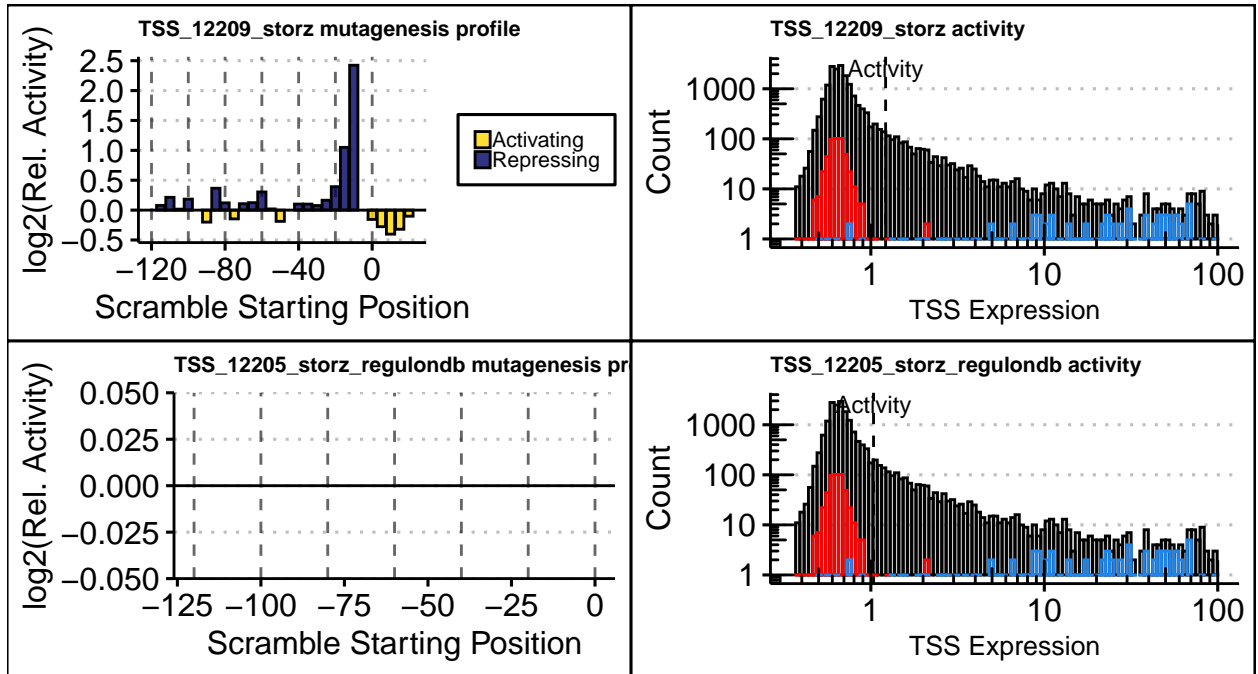 TSS_12209_storz mutagenesis profile
log2(Rel. Activity)
2.5
2.0
1.5
1.0
0.5
0.0
−0.5
−120
−80
−40
0
Scramble Starting Position
Activating
Repressing
TSS_12209_storz activity
Activity
Count
1000
100
10
1
1
10
100
TSS Expression
TSS_12205_storz_regulondb mutagenesis pr
log2(Rel. Activity)
0.050
0.025
0.000
−0.025
−0.050
−125
−100
−75
−50
−25
0
Scramble Starting Position
TSS_12205_storz_regulondb activity
Activity
Count
1000
100
10
1
1
10
100
TSS Expression